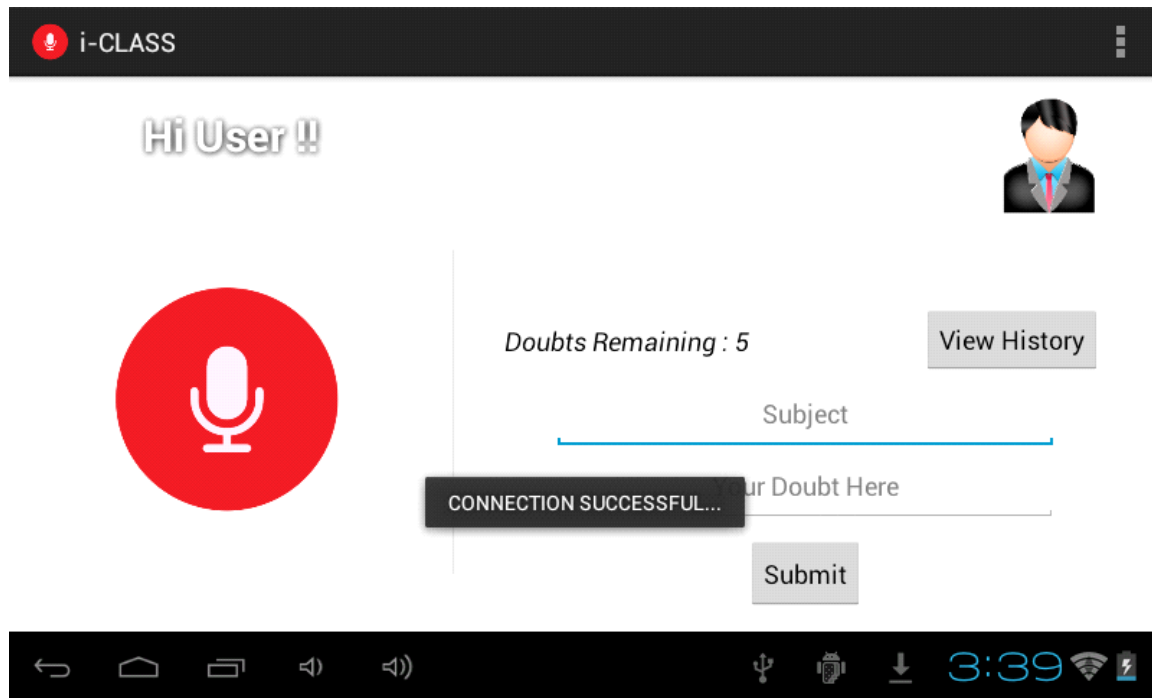 i-CLASS
Hi User !!
Doubts Remaining : 5
View History
Subject
Your Doubt Here
CONNECTION SUCCESSFUL...
Submit
3:39